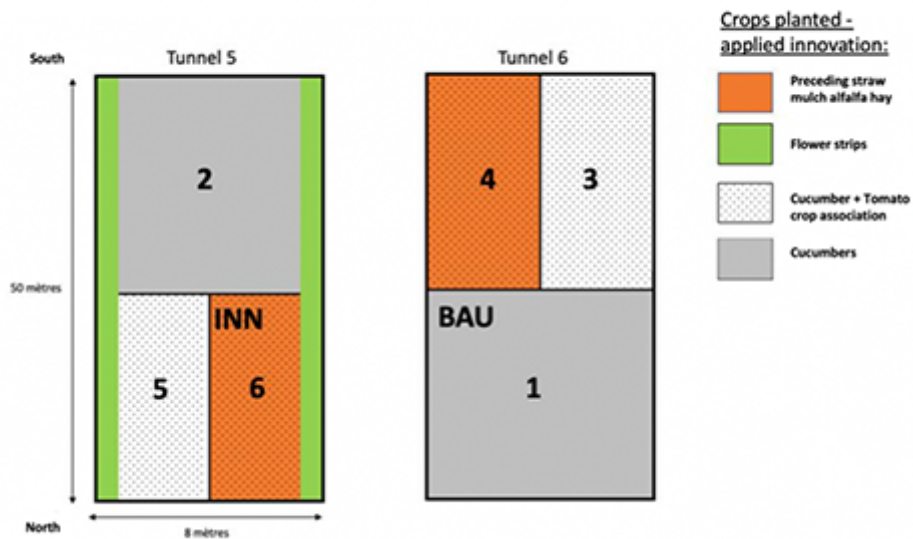 Crops planted -
applied innovation:
South
Tunnel 5
Tunnel 6
Preceding straw
mulch alfalfa hay
Flower strips
2
4
3
Cucumber + Tomato
crop association
Cucumbers
50 mètres
INN
BAU
5
6
1
North
8 mètres